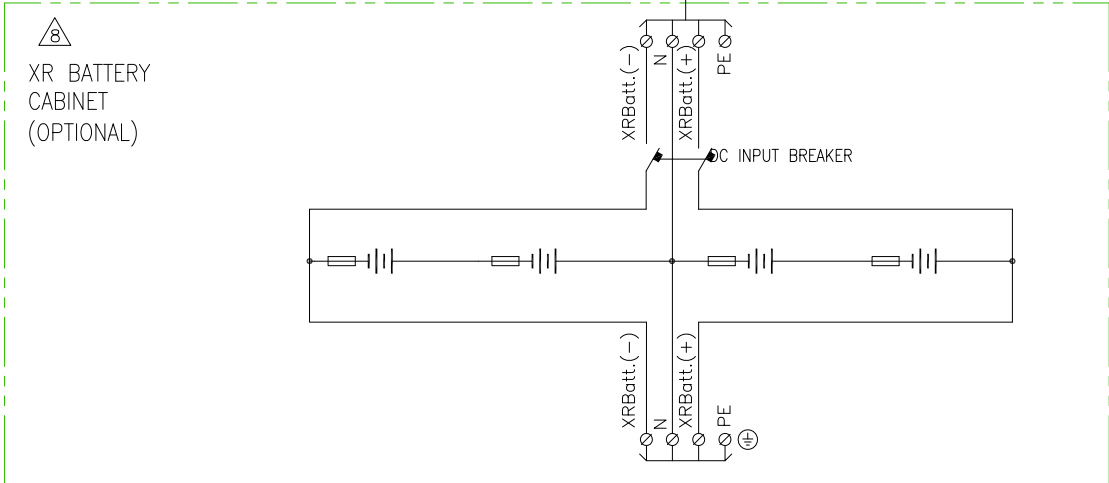 8
XR BATTERY
CABINET
(OPTIONAL)
XRBatt.(-)
N
XRBatt.(+)
PE
DC INPUT BREAKER
XRBatt.(-)
N
XRBatt.(+)
PE